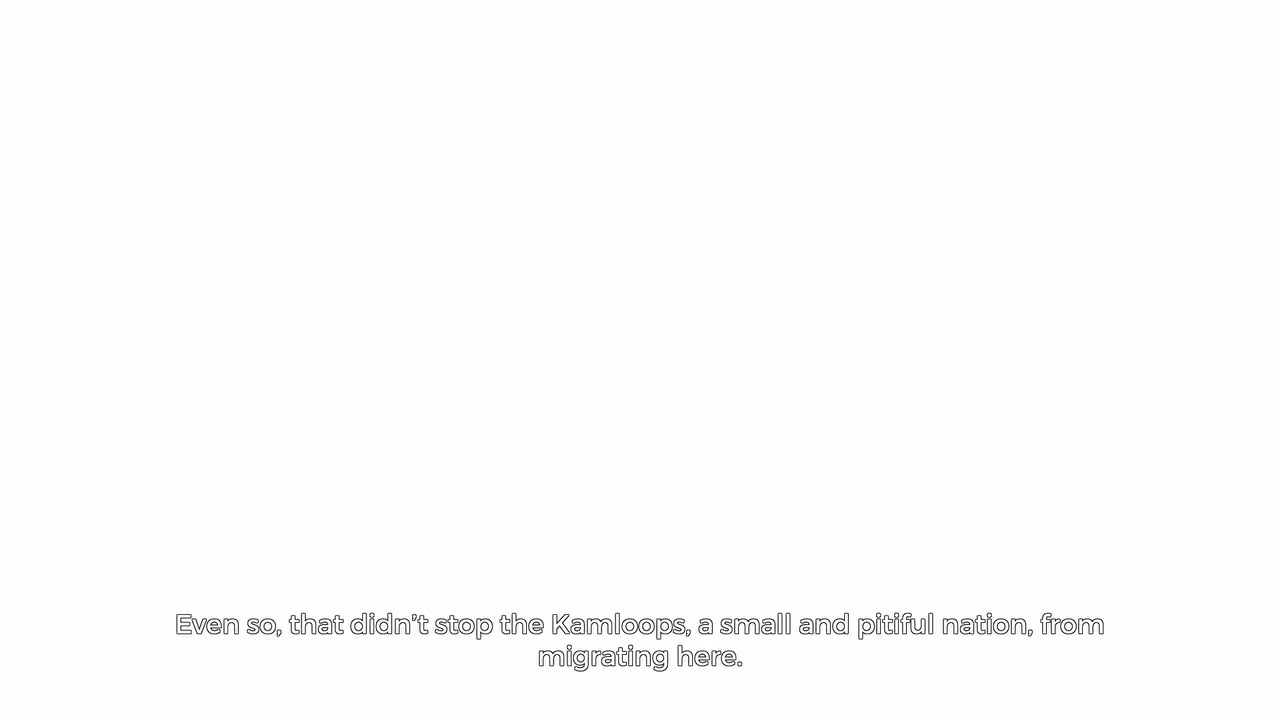 Even so, that didn't stop the Kamloops, a small and pitiful nation, from
migrating here.